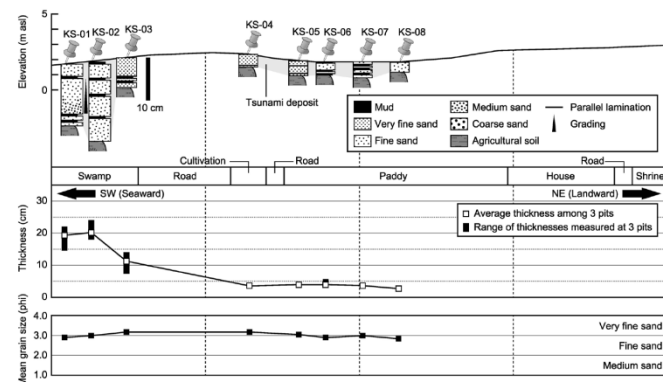 Elevation (m asl)
5
0
KS-01
KS-02
KS-03
KS-04
KS-05
KS-06
KS-07
KS-08
10 cm
Tsunami deposit
Mud
Very fine sand
Fine sand
Medium sand
Coarse sand
Agricultural soil
Parallel lamination
Grading
Cultivation
Road
Road
Swamp
Road
Paddy
House
Shrine
SW (Seaward)
NE (Landward)
Thickness (cm)
30
20
10
0
Average thickness among 3 pits
Range of thicknesses measured at 3 pits
Mean grain size (phi)
4.0
3.0
2.0
1.0
Very fine sand
Fine sand
Medium sand